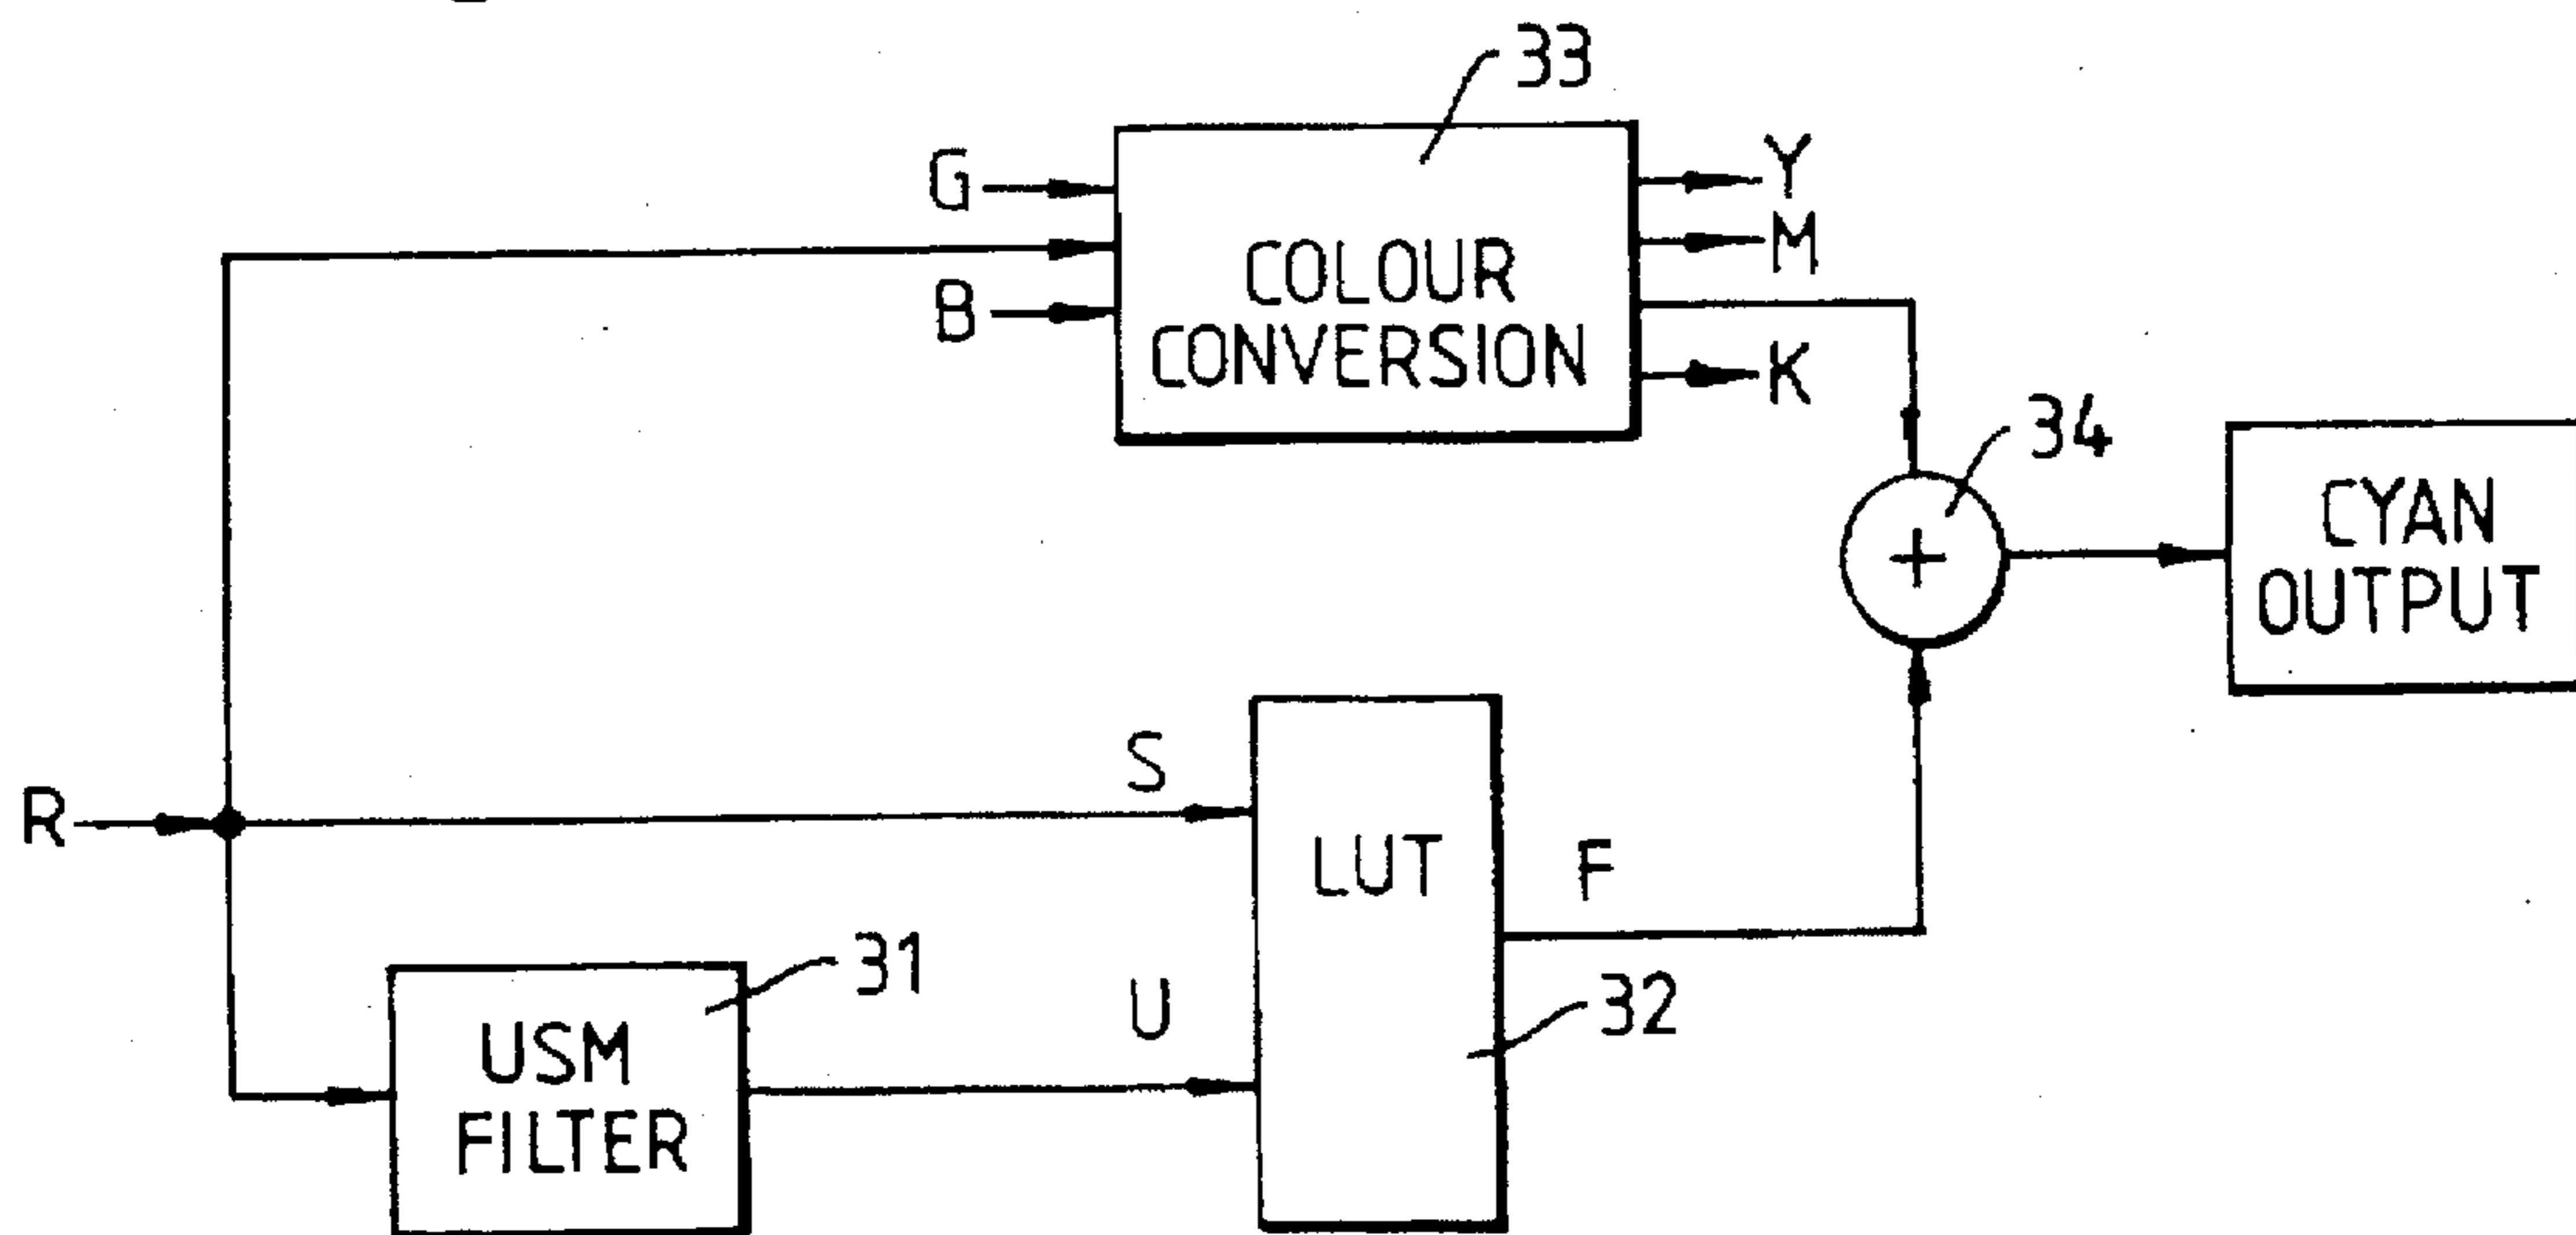 33
G
B
COLOUR
CONVERSION
Y
M
K
34
+
CYAN
OUTPUT
R
S
U
LUT
F
32
31
USM
FILTER